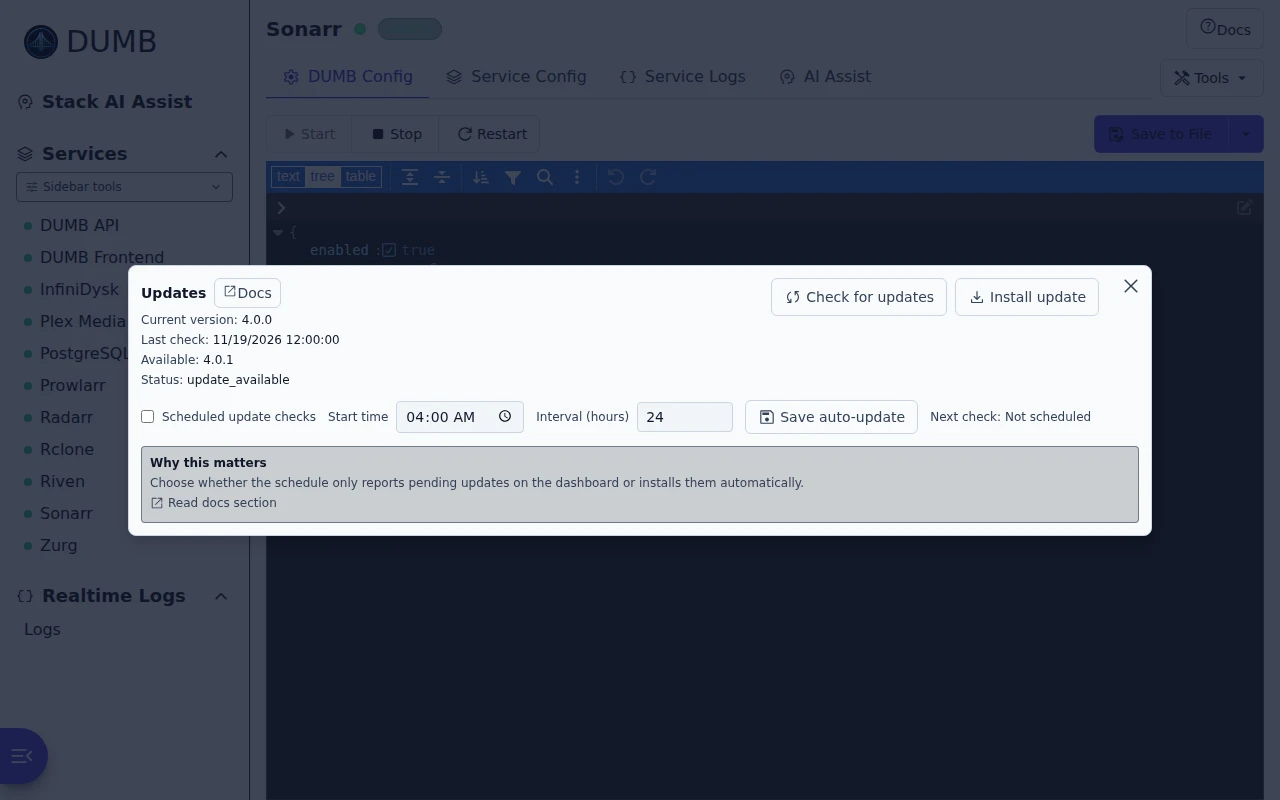 DUMB
Stack AI Assist
Services
Sidebar tools
DUMB API
DUMB Frontend
InfiniDysk
Plex Media
PostgreSQL
Prowlarr
Radarr
Rclone
Riven
Sonarr
Zurg
Realtime Logs
Logs
Sonarr
Docs
DUMB Config
Service Config
Service Logs
AI Assist
Tools
Start
Stop
Restart
Save to File
text tree table
{
enabled : true
Updates
Docs
Check for updates
Install update
Current version: 4.0.0
Last check: 11/19/2026 12:00:00
Available: 4.0.1
Status: update_available
Scheduled update checks
Start time
04:00 AM
Interval (hours)
24
Save auto-update
Next check: Not scheduled
Why this matters
Choose whether the schedule only reports pending updates on the dashboard or installs them automatically.
Read docs section